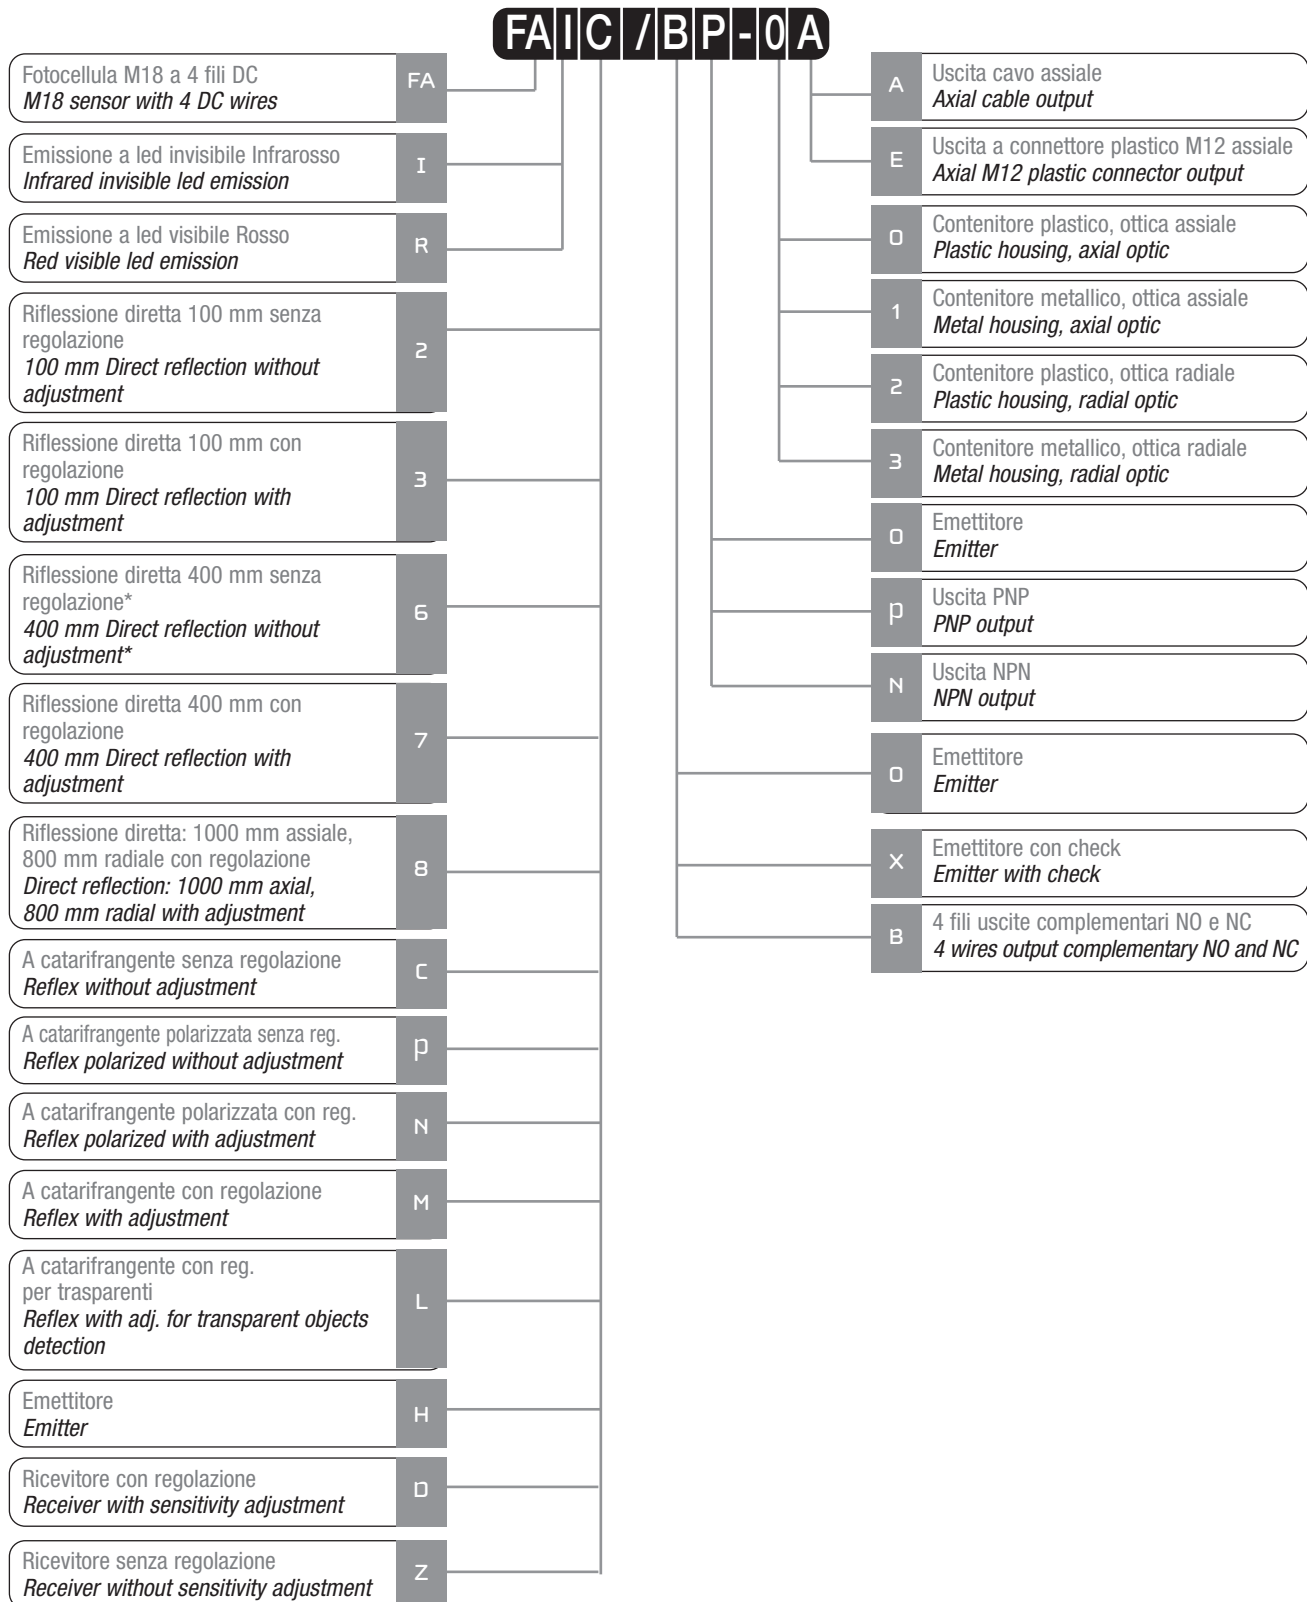 FAIC/BP-0A
Fotocellula M18 a 4 fili DC
M18 sensor with 4 DC wires
FA
Emissione a led invisibile Infrarosso
Infrared invisible led emission
I
Emissione a led visibile Rosso
Red visible led emission
R
Riflessione diretta 100 mm senza
regolazione
100 mm Direct reflection without
adjustment
2
Riflessione diretta 100 mm con
regolazione
100 mm Direct reflection with
adjustment
3
Riflessione diretta 400 mm senza
regolazione*
400 mm Direct reflection without
adjustment*
6
Riflessione diretta 400 mm con
regolazione
400 mm Direct reflection with
adjustment
7
Riflessione diretta: 1000 mm assiale,
800 mm radiale con regolazione
Direct reflection: 1000 mm axial,
800 mm radial with adjustment
8
A catarifrangente senza regolazione
Reflex without adjustment
C
A catarifrangente polarizzata senza reg.
Reflex polarized without adjustment
P
A catarifrangente polarizzata con reg.
Reflex polarized with adjustment
N
A catarifrangente con regolazione
Reflex with adjustment
M
A catarifrangente con reg.
per trasparenti
Reflex with adj. for transparent objects
detection
L
Emettitore
Emitter
H
Ricevitore con regolazione
Receiver with sensitivity adjustment
D
Ricevitore senza regolazione
Receiver without sensitivity adjustment
Z
A
Uscita cavo assiale
Axial cable output
E
Uscita a connettore plastico M12 assiale
Axial M12 plastic connector output
0
Contenitore plastico, ottica assiale
Plastic housing, axial optic
1
Contenitore metallico, ottica assiale
Metal housing, axial optic
2
Contenitore plastico, ottica radiale
Plastic housing, radial optic
3
Contenitore metallico, ottica radiale
Metal housing, radial optic
0
Emettitore
Emitter
P
Uscita PNP
PNP output
N
Uscita NPN
NPN output
0
Emettitore
Emitter
X
Emettitore con check
Emitter with check
B
4 fili uscite complementari NO e NC
4 wires output complementary NO and NC